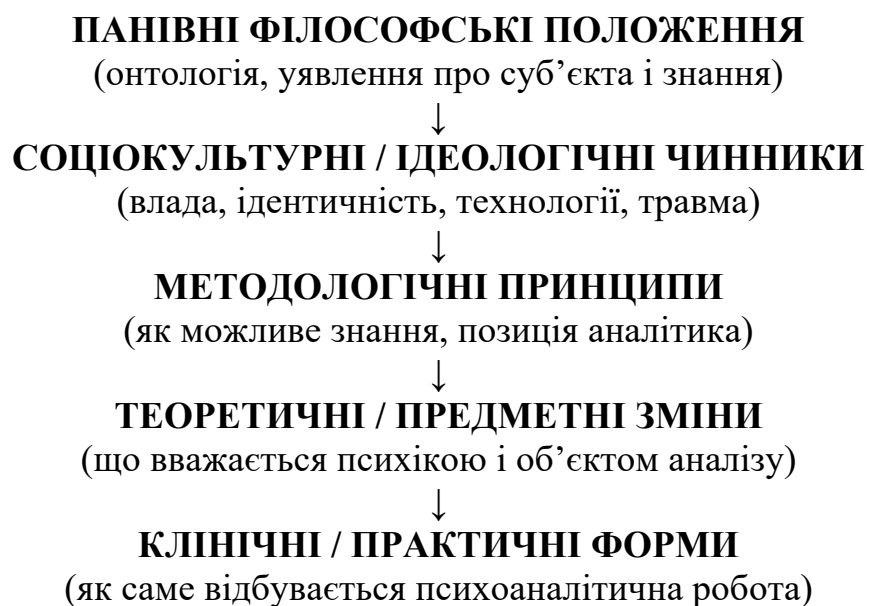 ПАНІВНІ ФІЛОСОФСЬКІ ПОЛОЖЕННЯ
(онтологія, уявлення про суб’єкта і знання)
↓
СОЦІОКУЛЬТУРНІ / ІДЕОЛОГІЧНІ ЧИННИКИ
(влада, ідентичність, технології, травма)
↓
МЕТОДОЛОГІЧНІ ПРИНЦИПИ
(як можливе знання, позиція аналітика)
↓
ТЕОРЕТИЧНІ / ПРЕДМЕТНІ ЗМІНИ
(що вважається психікою і об’єктом аналізу)
↓
КЛІНІЧНІ / ПРАКТИЧНІ ФОРМИ
(як саме відбувається психоаналітична робота)